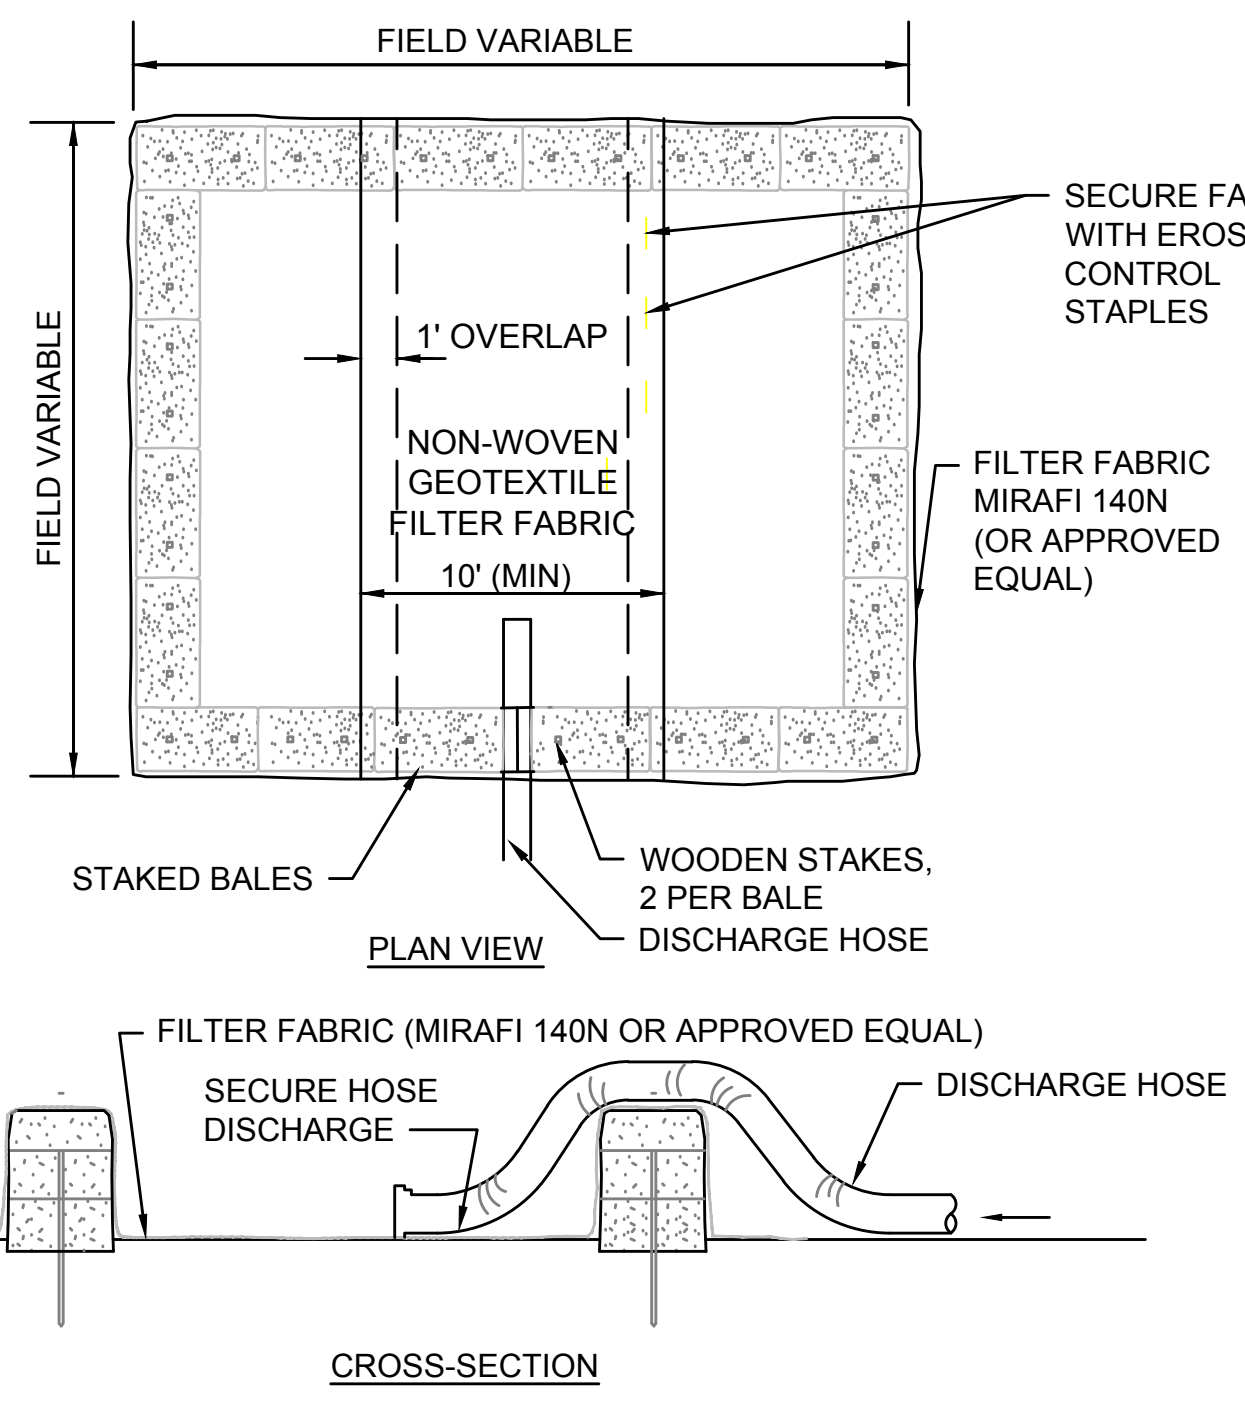 FIELD VARIABLE
FIELD VARIABLE
SECURE
WITH
CONTROL
STAPLES
1' OVERLAP
NON-WOVEN
GEOTEXTILE
FILTER FABRIC
10' (MIN)
FILTER FABRIC
MIRAFI 140N
(OR APPROVED
EQUAL)
STAKED BALES
WOODEN STAKES,
2 PER BALE
DISCHARGE HOSE
PLAN VIEW
FILTER FABRIC (MIRAFI 140N OR APPROVED EQUAL)
SECURE HOSE
DISCHARGE
DISCHARGE HOSE
CROSS-SECTION